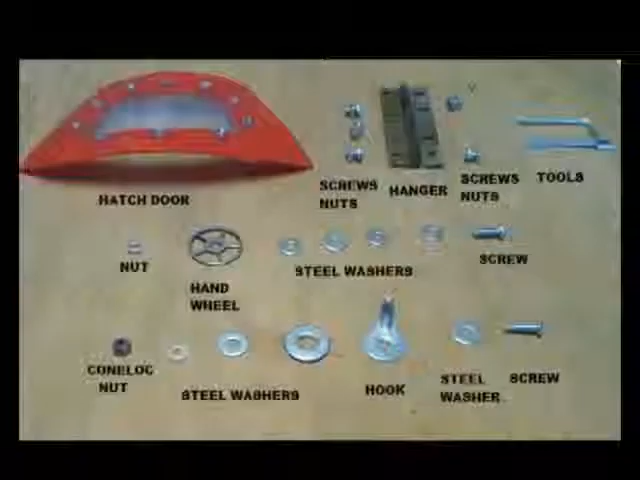 HATCH DOOR
SCREWS
NUTS
HANGER
SCREWS
NUTS
TOOLS
NUT
HAND
WHEEL
STEEL WASHERS
SCREW
CONELOC
NUT
STEEL WASHERS
HOOK
STEEL
WASHER
SCREW